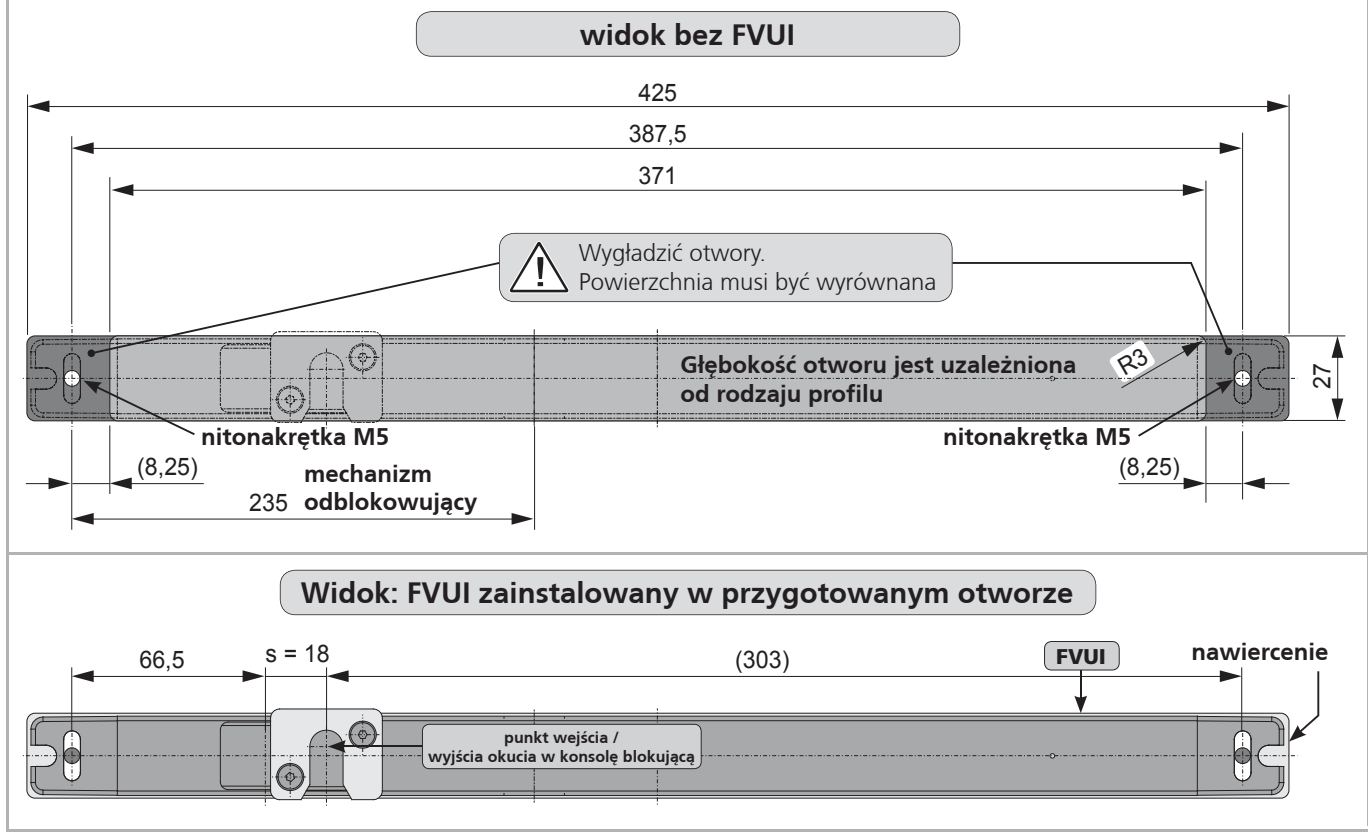 widok bez FVUI
425
387,5
371
Wygładzić otwory.
Powierzchnia musi być wyrównana
Głębokość otworu jest uzależniona
od rodzaju profilu
R3
27
nitonakrętka M5
nitonakrętka M5
(8,25)
mechanizm
odblokowujący
235
(8,25)
Widok: FVUI zainstalowany w przygotowanym otworze
66,5
s = 18
(303)
FVUI
nawiercenie
punkt wejścia /
wyjścia okucia w konsolę blokującą